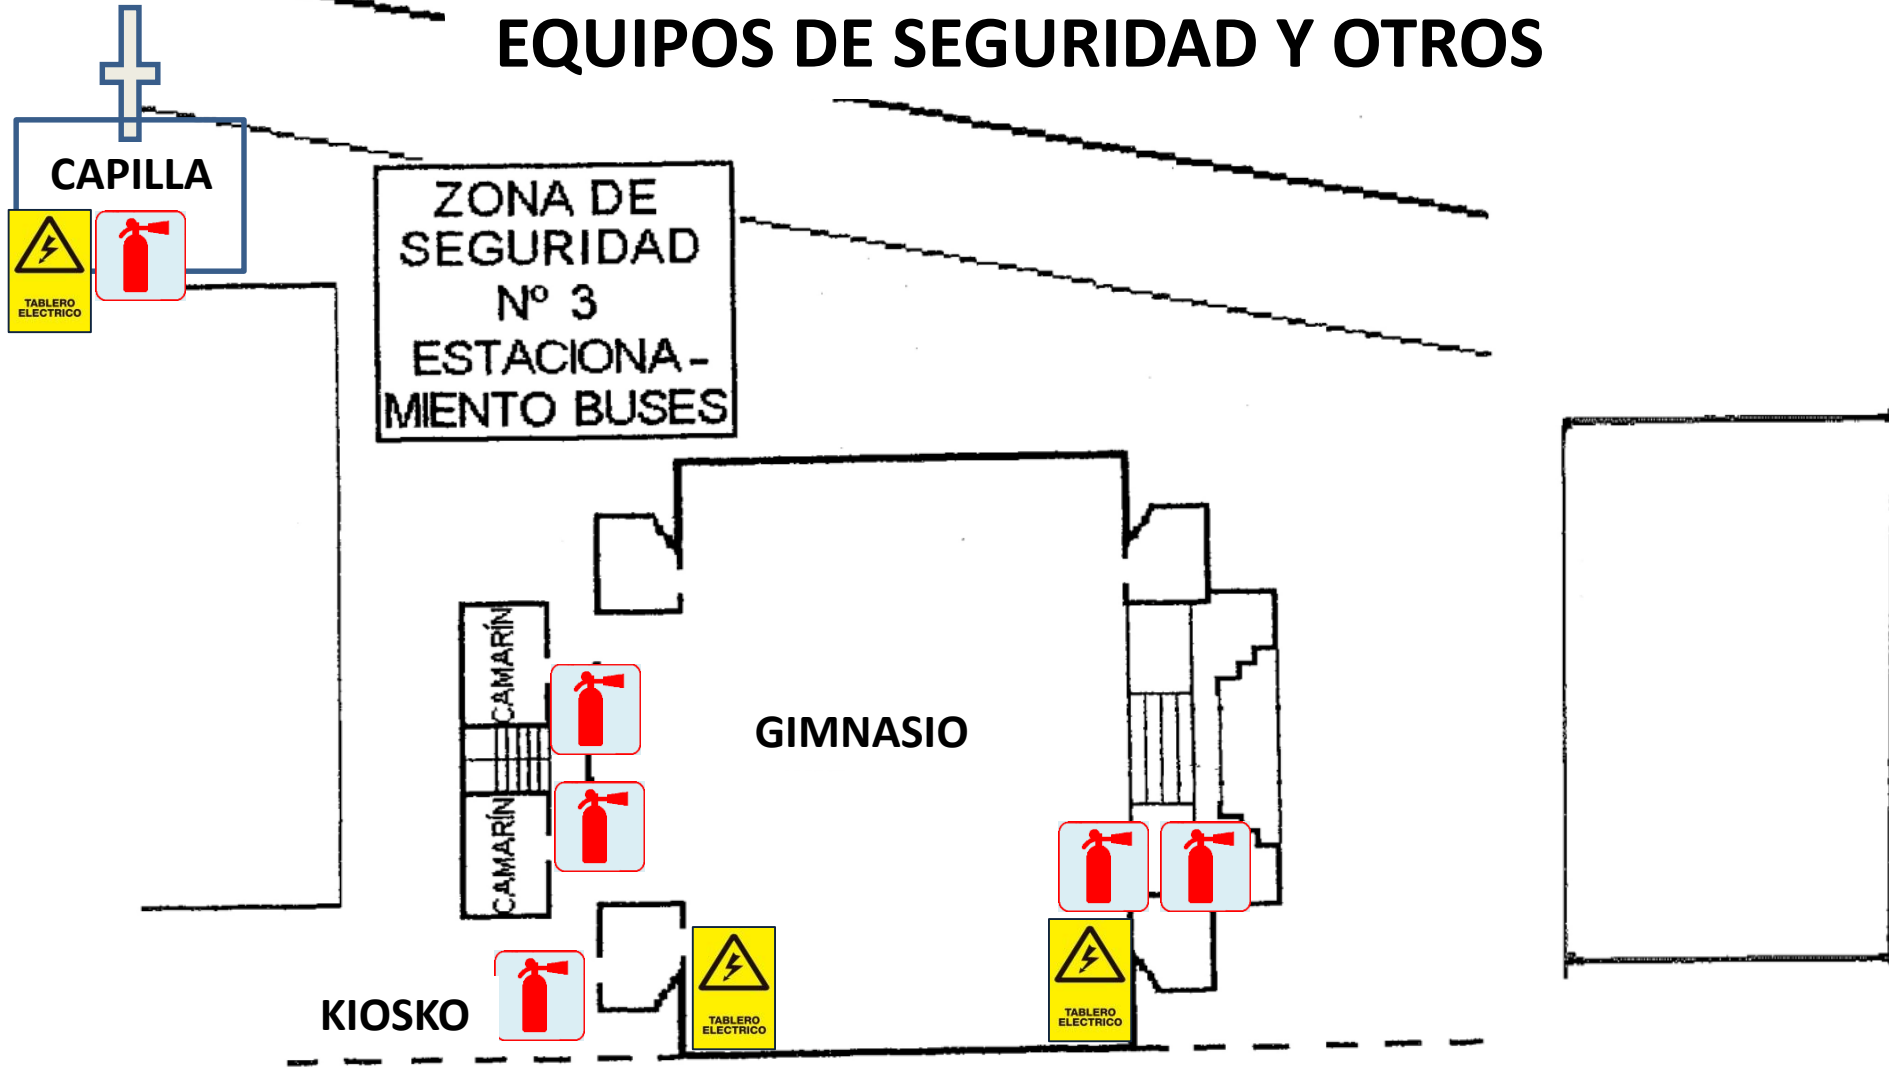 EQUIPOS DE SEGURIDAD Y OTROS
CAPILLA
TABLERO
ELECTRICO
ZONA DE
SEGURIDAD
Nº 3
ESTACIONA-
MIENTO BUSES
CAMARÍN
GIMNASIO
CAMARÍN
KIOSKO
TABLERO
ELECTRICO
TABLERO
ELECTRICO